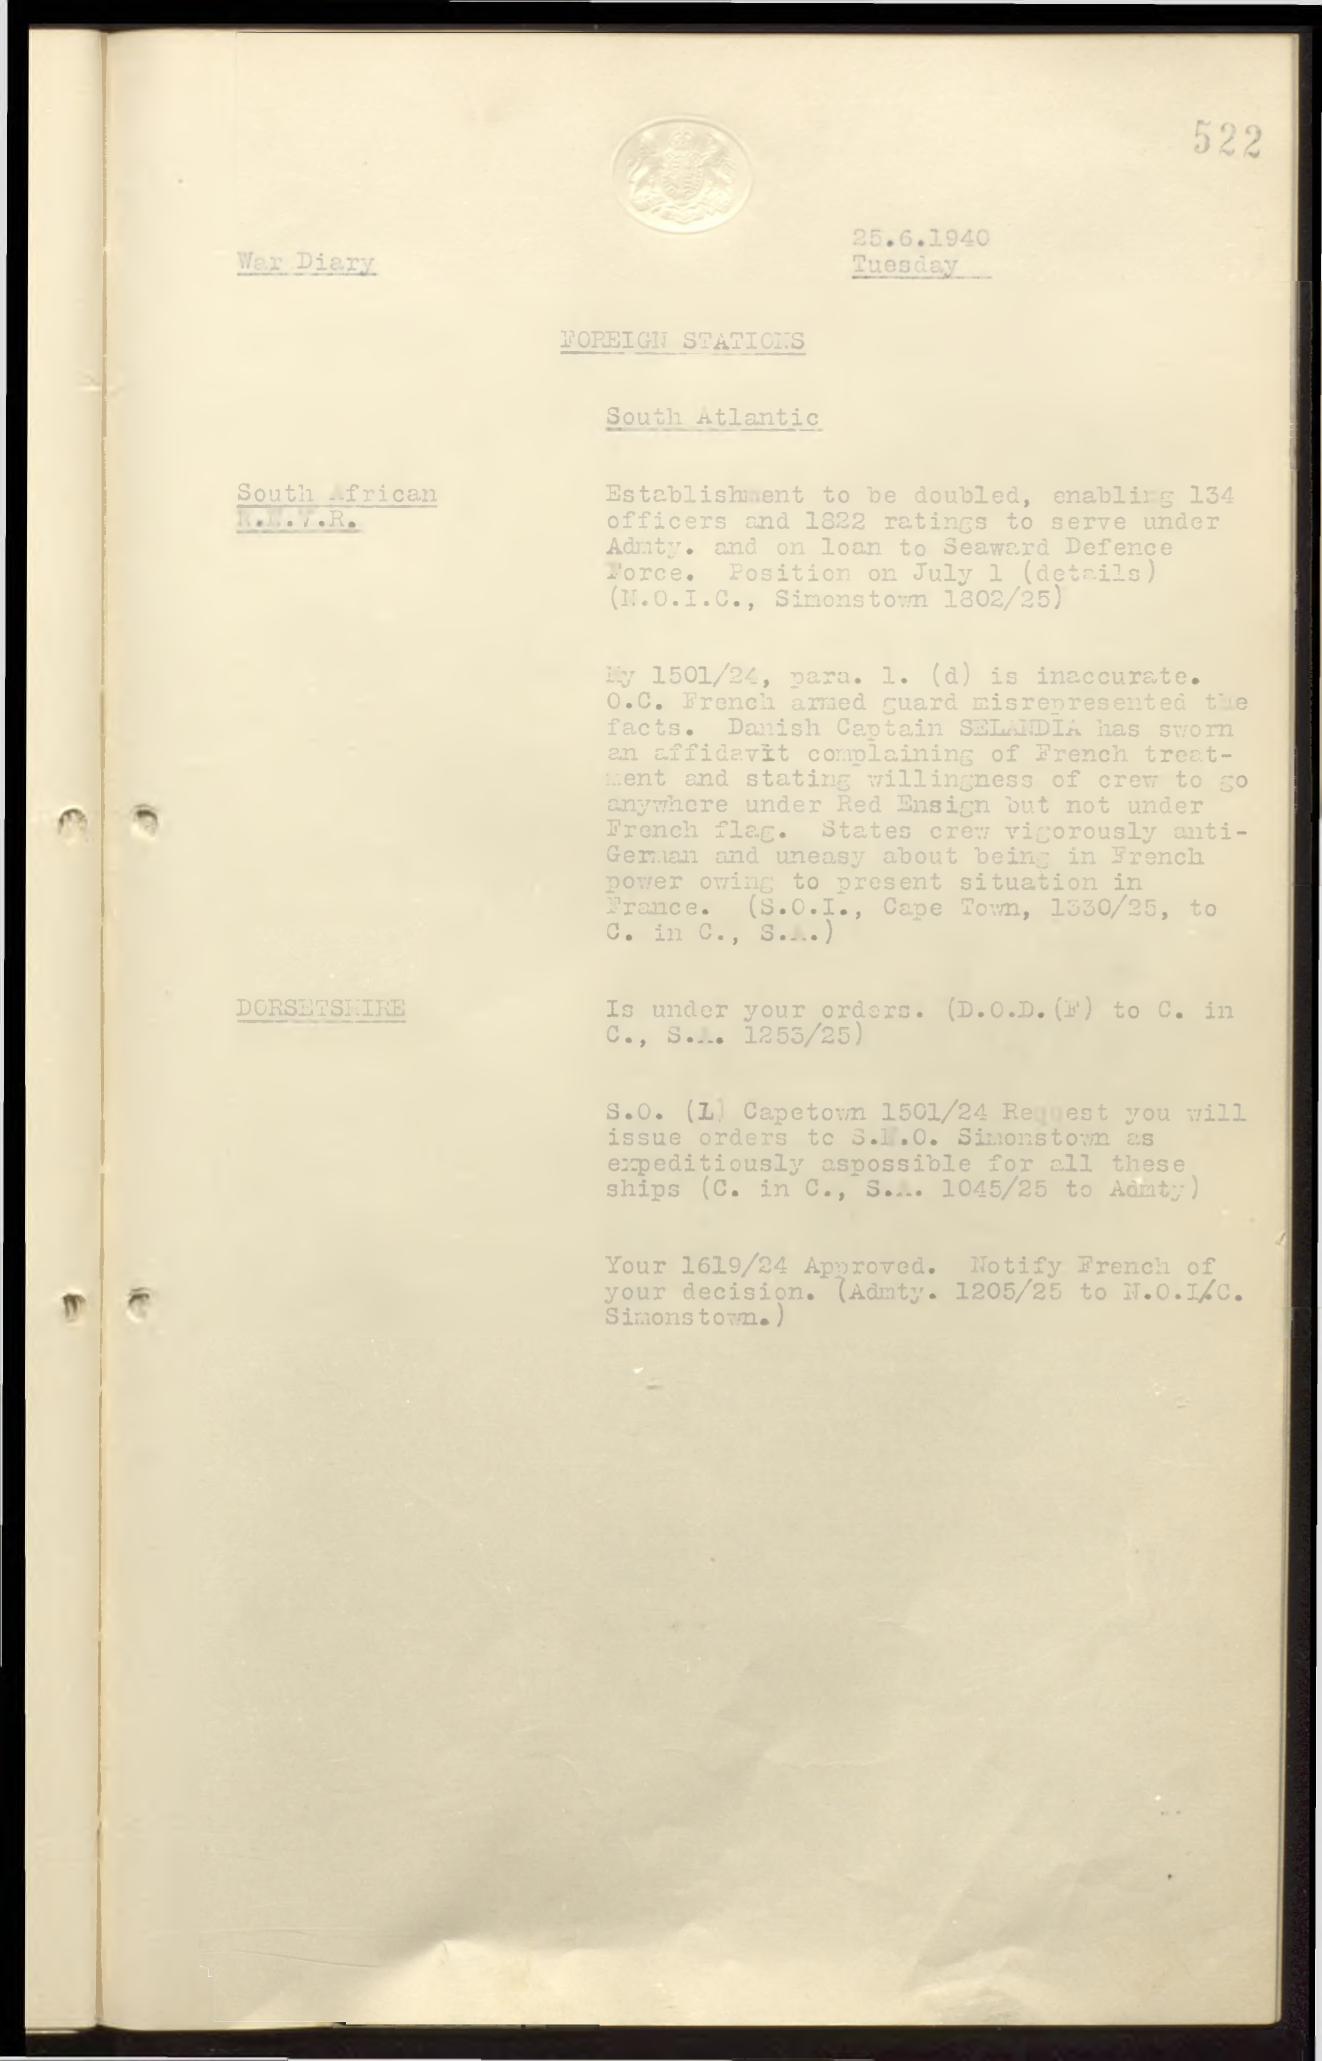 522
25.6.1940
War Diary
Tuesday
FOREIGN STATIONS
South Atlantic
South African
R.N.V.R.
Establishment to be doubled, enabling 134
officers and 1822 ratings to serve under
Admty. and on loan to Seaward Defence
Force. Position on July 1 (details)
(N.O.I.C., Simonstown 1802/25)
My 1501/24, para. 1. (d) is inaccurate.
O.C. French armed guard misrepresented the
facts. Danish Captain SELANDIA has sworn
an affidavit complaining of French treat-
ment and stating willingness of crew to go
anywhere under Red Ensign but not under
French flag. States crew vigorously anti-
German and uneasy about being in French
power owing to present situation in
France. (S.O.I., Cape Town, 1330/25, to
C. in C., S.A.)
DORSETSHIRE
Is under your orders. (D.O.D.(F) to C. in
C., S.A. 1253/25)
S.O. (L) Capetown 1501/24 Request you will
issue orders to S.N.O. Simonstown as
expeditiously aspossible for all these
ships (C. in C., S.A. 1045/25 to Admty)
Your 1619/24 Approved. Notify French of
your decision. (Admty. 1205/25 to N.O.I/C.
Simonstown.)